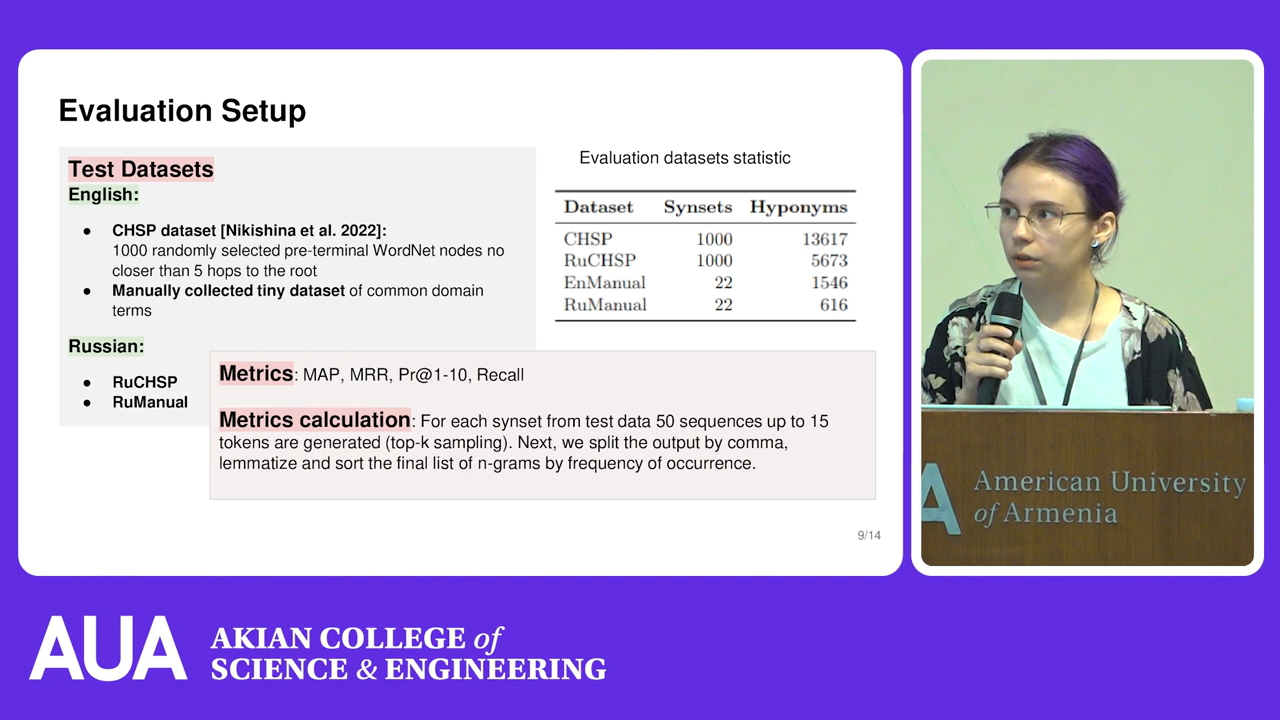 Evaluation Setup
Test Datasets
English:
● CHSP dataset [Nikishina et al. 2022]:
1000 randomly selected pre-terminal WordNet nodes no
closer than 5 hops to the root
● Manually collected tiny dataset of common domain
terms
Russian:
● RuCHSP
● RuManual
Evaluation datasets statistic
Dataset Synsets Hyponyms
CHSP 1000 13617
RuCHSP 1000 5673
EnManual 22 1546
RuManual 22 616
Metrics: MAP, MRR, Pr@1-10, Recall
Metrics calculation: For each synset from test data 50 sequences up to 15
tokens are generated (top-k sampling). Next, we split the output by comma,
lemmatize and sort the final list of n-grams by frequency of occurrence.
9/14
A
American University
of Armenia
AUA
AKIAN COLLEGE of
SCIENCE & ENGINEERING